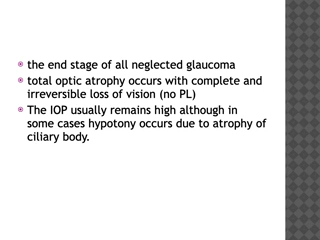 the end stage of all neglected glaucoma
total optic atrophy occurs with complete and
irreversible loss of vision (no PL)
The IOP usually remains high although in
some cases hypotony occurs due to atrophy of
ciliary body.